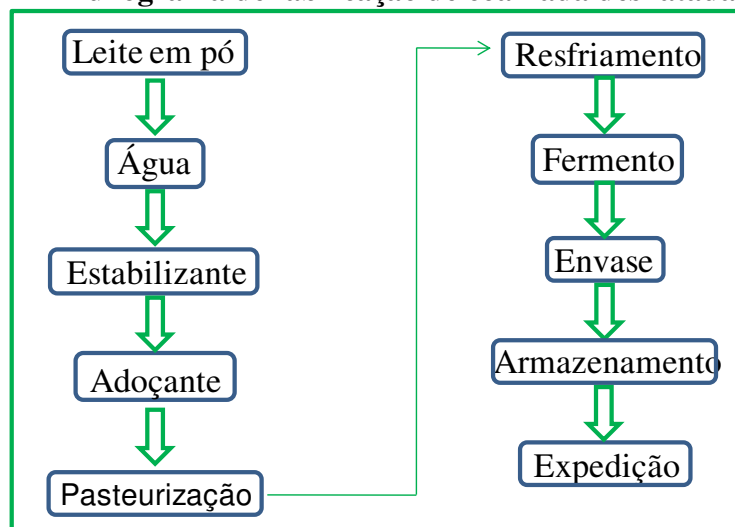 Leite em pó
Água
Estabilizante
Adoçante
Pasteurização
Resfriamento
Fermento
Envase
Armazenamento
Expedição